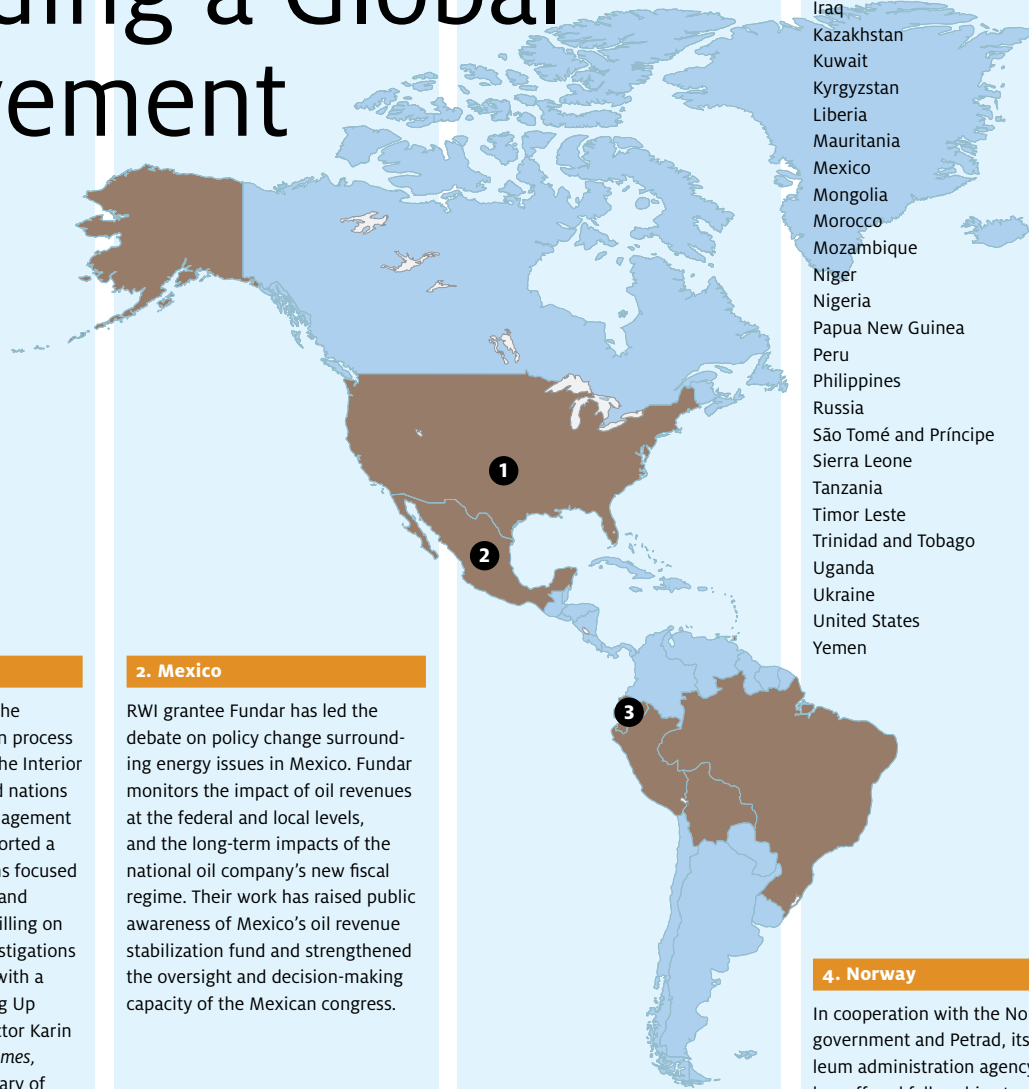 ding a Global
vement
1
2
3
he
n process
he Interior
d nations
agement
orted a
s focused
and
illing on
stigations
with a
g Up
ctor Karin
mes,
ary of
2. Mexico
RWI grantee Fundar has led the
debate on policy change surround-
ing energy issues in Mexico. Fundar
monitors the impact of oil revenues
at the federal and local levels,
and the long-term impacts of the
national oil company’s new fiscal
regime. Their work has raised public
awareness of Mexico’s oil revenue
stabilization fund and strengthened
the oversight and decision-making
capacity of the Mexican congress.
Iraq
Kazakhstan
Kuwait
Kyrgyzstan
Liberia
Mauritania
Mexico
Mongolia
Morocco
Mozambique
Niger
Nigeria
Papua New Guinea
Peru
Philippines
Russia
São Tomé and Príncipe
Sierra Leone
Tanzania
Timor Leste
Trinidad and Tobago
Uganda
Ukraine
United States
Yemen
4. Norway
In cooperation with the No
government and Petrad, its
leum administration agency